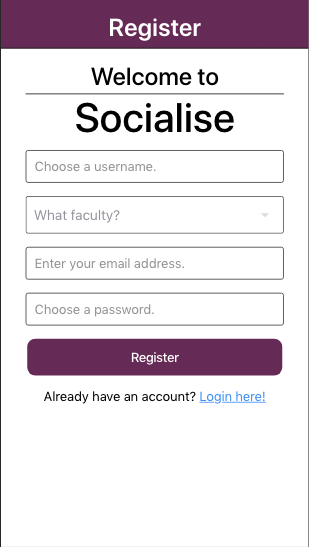 Register
Welcome to
Socialise
Choose a username.
What faculty?
Enter your email address.
Choose a password.
Register
Already have an account? Login here!